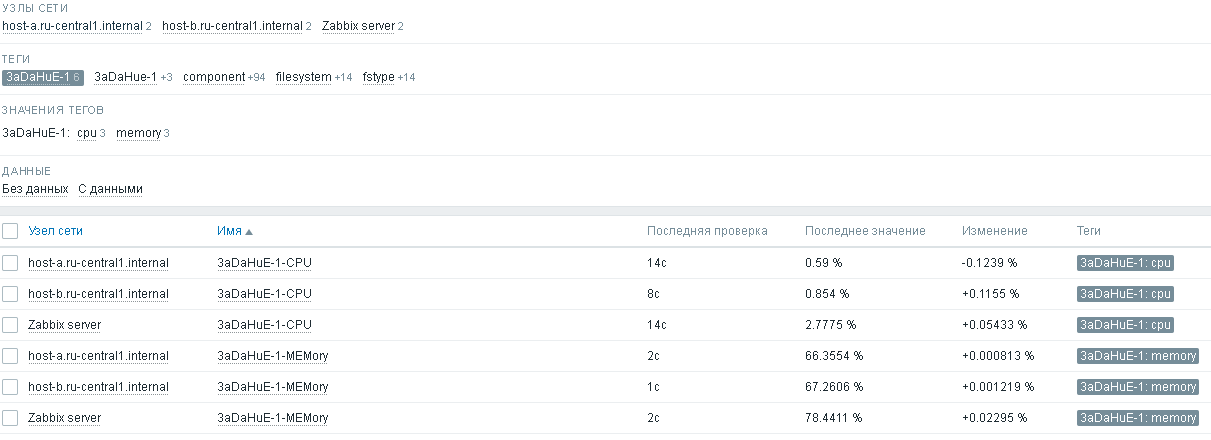 УЗЛЫ СЕТИ
host-a.ru-central1.internal 2 host-b.ru-central1.internal 2 Zabbix server 2
ТЕГИ
3aDaHuE-1 6 3aDaHue-1 +3 component +94 filesystem +14 fstype +14
ЗНАЧЕНИЯ ТЕГОВ
3aDaHuE-1: cpu 3 memory 3
ДАННЫЕ
Без данных С данными
Узел сети Имя Последняя проверка Последнее значение Изменение Теги
host-a.ru-central1.internal 3aDaHuE-1-CPU 14с 0.59 % -0.1239 % 3aDaHuE-1: cpu
host-b.ru-central1.internal 3aDaHuE-1-CPU 8с 0.854 % +0.1155 % 3aDaHuE-1: cpu
Zabbix server 3aDaHuE-1-CPU 14с 2.7775 % +0.05433 % 3aDaHuE-1: cpu
host-a.ru-central1.internal 3aDaHuE-1-MEMory 2с 66.3554 % +0.000813 % 3aDaHuE-1: memory
host-b.ru-central1.internal 3aDaHuE-1-MEMory 1с 67.2606 % +0.001219 % 3aDaHuE-1: memory
Zabbix server 3aDaHuE-1-MEMory 2с 78.4411 % +0.02295 % 3aDaHuE-1: memory